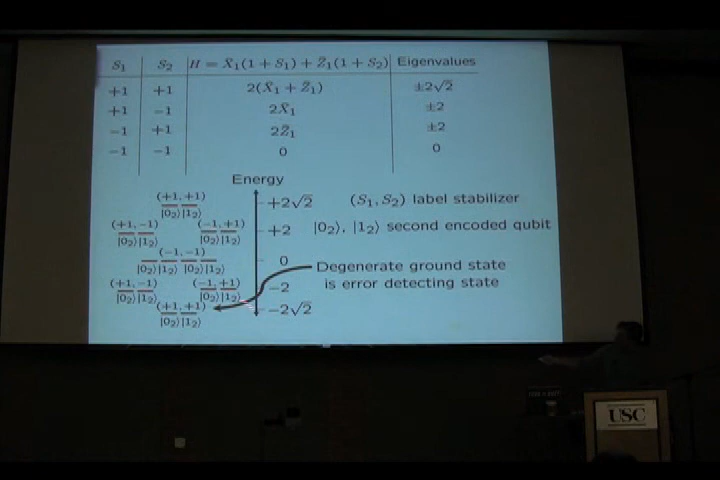 S₁ S₂ H = X̄₁(1 + S₁) + Z̄₁(1 + S₂) Eigenvalues
+1 +1 2(X̄₁ + Z̄₁) ±2√2
+1 −1 2X̄₁ ±2
−1 +1 2Z̄₁ ±2
−1 −1 0 0
Energy
(+1,+1) +2√2 (S₁, S₂) label stabilizer
|0₂⟩|1₂⟩
(+1,−1) (−1,+1) +2 |0₂⟩, |1₂⟩ second encoded qubit
|0₂⟩|1₂⟩ |0₂⟩|1₂⟩
(−1,−1) 0
|0₂⟩|1₂⟩ |0₂⟩|1₂⟩
Degenerate ground state
is error detecting state
(+1,−1) (−1,+1) −2
|0₂⟩|1₂⟩ |0₂⟩|1₂⟩
(+1,+1) −2√2
|0₂⟩|1₂⟩
USC